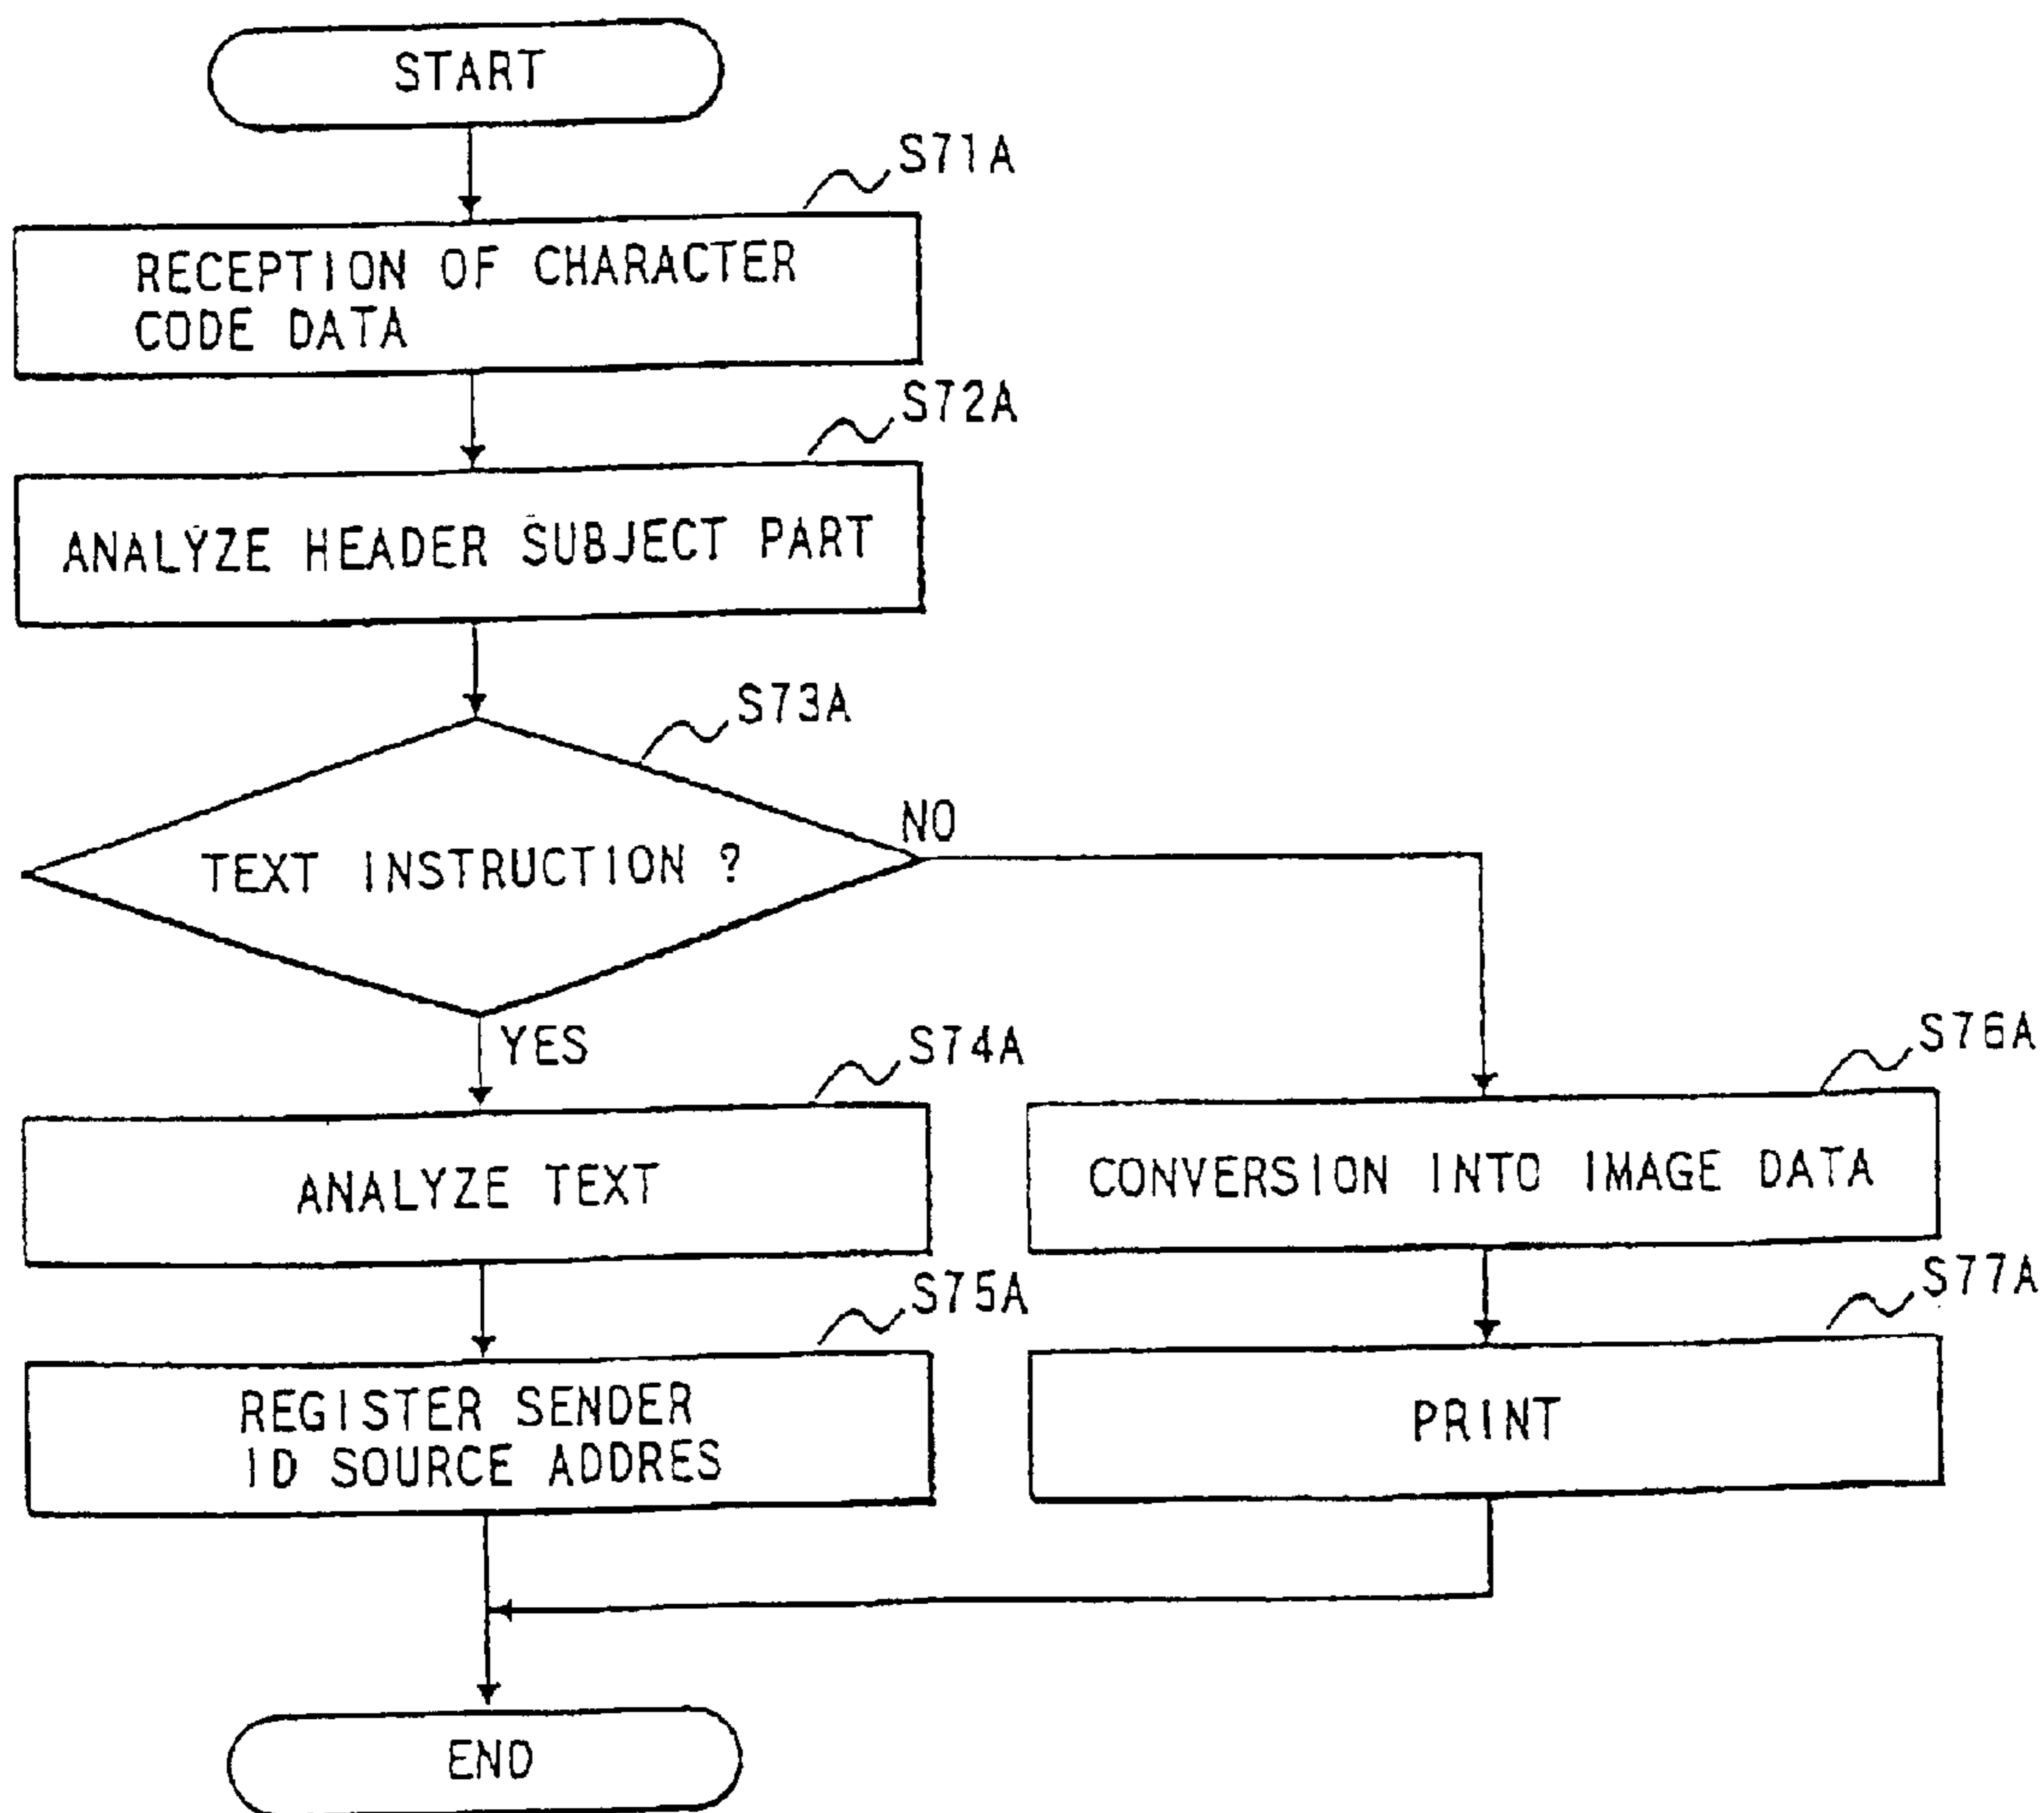 START
S71A
RECEPTION OF CHARACTER
CODE DATA
S72A
ANALYZE HEADER SUBJECT PART
S73A
TEXT INSTRUCTION ?
NO
YES
S74A
ANALYZE TEXT
S76A
CONVERSION INTO IMAGE DATA
S75A
REGISTER SENDER
ID SOURCE ADDRES
S77A
PRINT
END